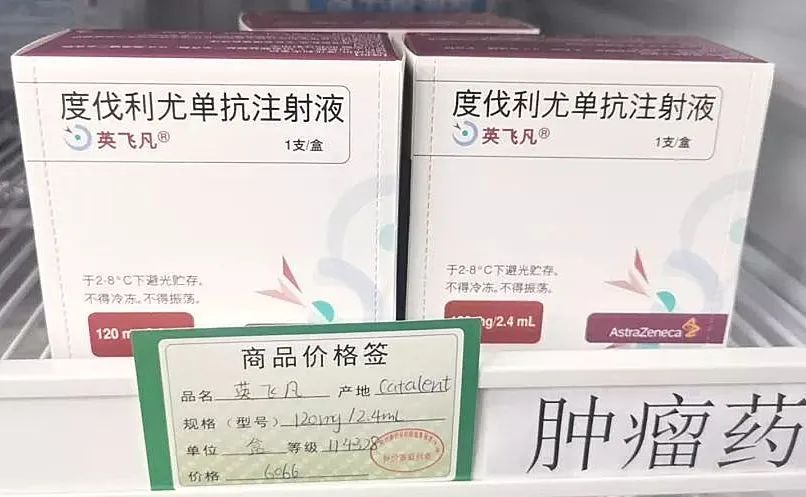 度伐利尤单抗注射液
英飞凡®
1支/盒
于2-8°C下避光贮存。
不得冷冻。不得振荡。
120 m
度伐利尤单抗注射液
英飞凡®
1支/盒
于2-8°C下避光贮存。
不得冷冻。不得振荡。
mg/2.4 mL
AstraZeneca
商品价格签
品名 英飞凡 产地 Catalent
规格（型号）120mg/2.4mL
单位 盒 等级 114328
价格 6066
肿瘤药